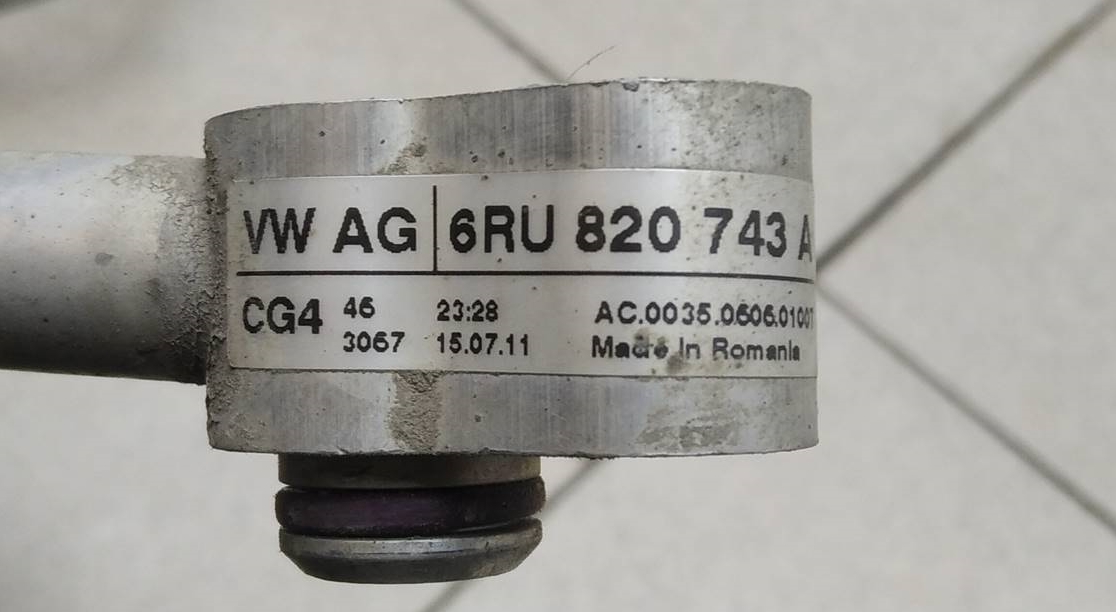 VW AG 6RU 820 743 A
CG4 46 23:28 AC.0035.0606.01007
3067 15.07.11 Made In Romania